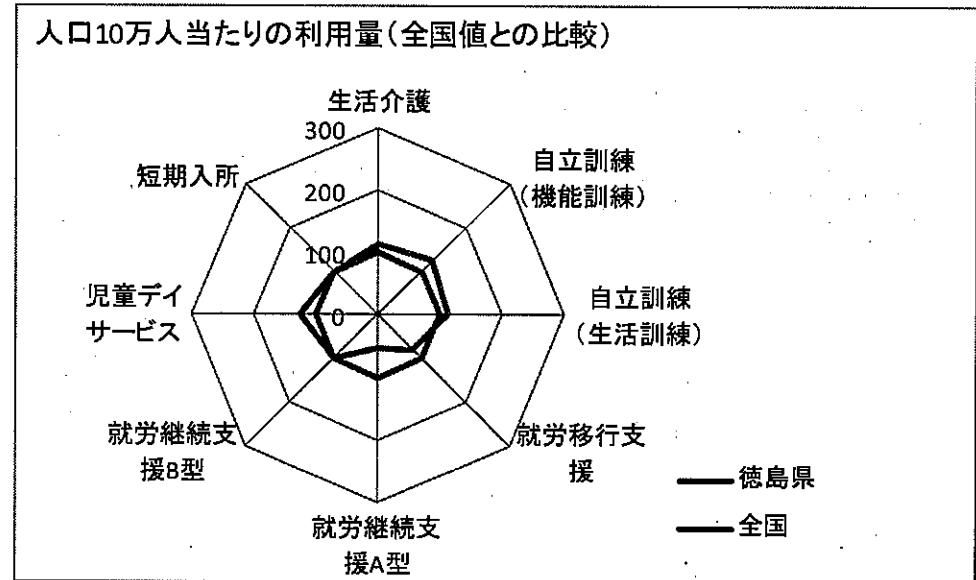 人口10万人当たりの利用量（全国値との比較）
生活介護
300
200
100
0
自立訓練
（機能訓練）
自立訓練
（生活訓練）
就労移行支
援
就労継続支
援A型
就労継続支
援B型
児童デイ
サービス
短期入所
徳島県
全国